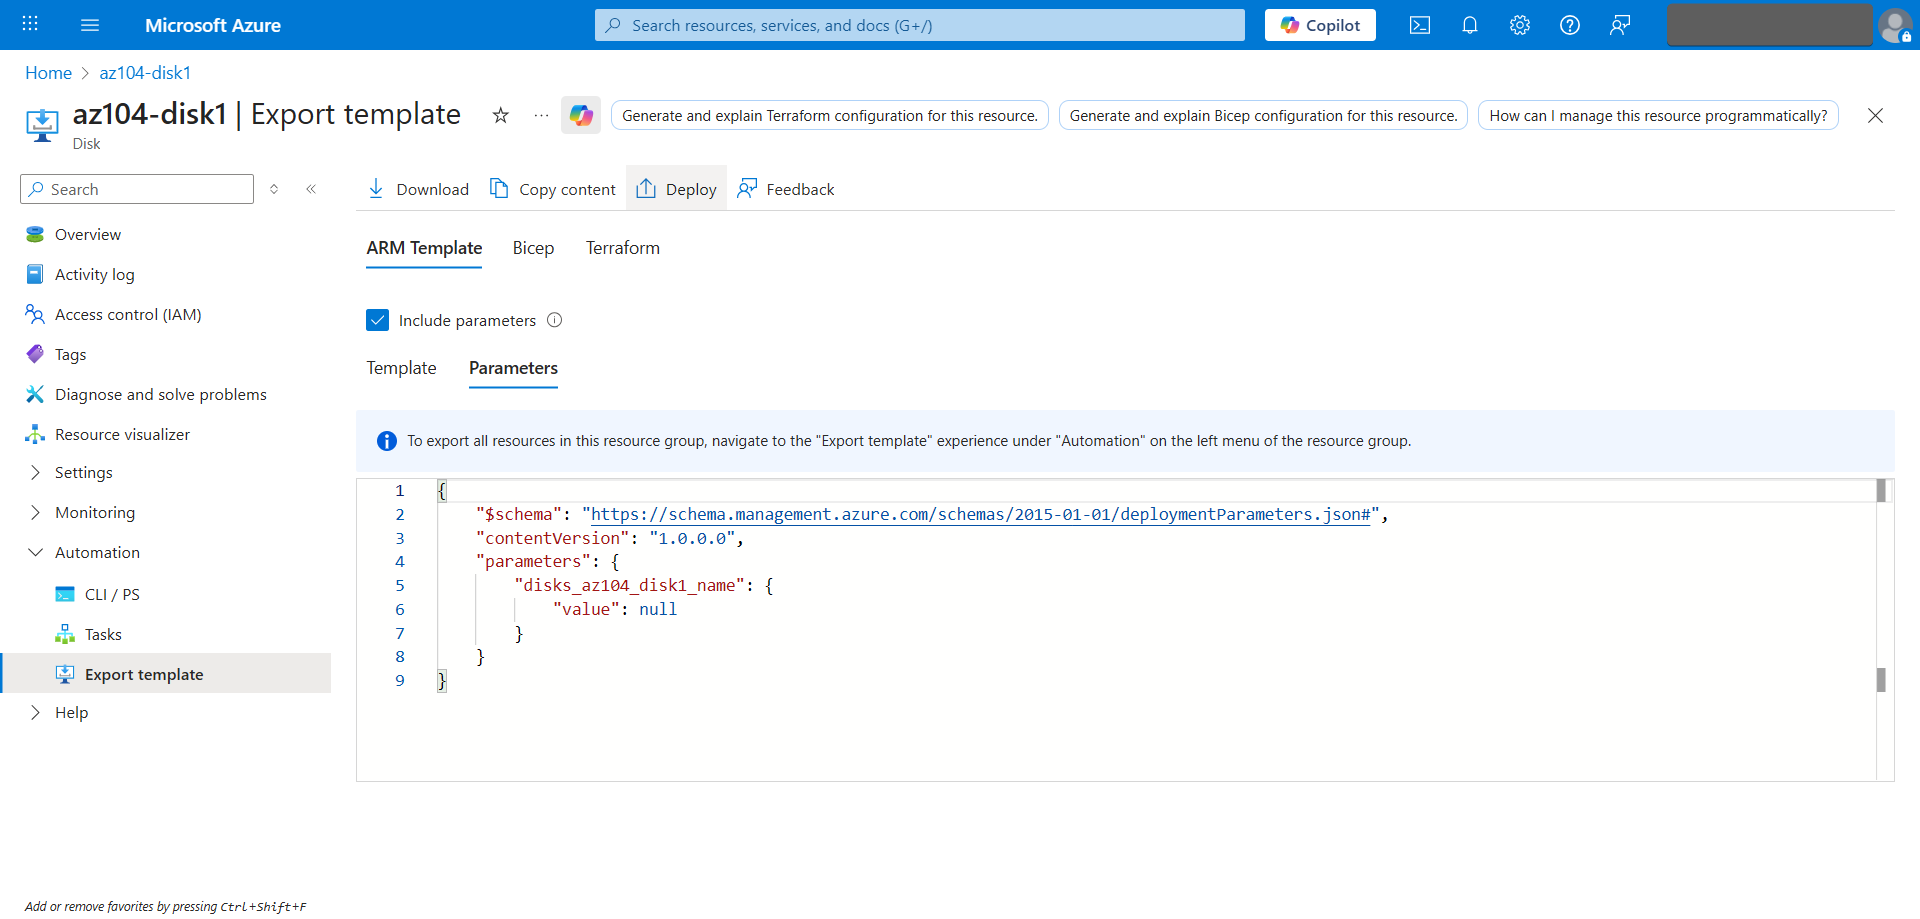 Microsoft Azure
Search resources, services, and docs (G+/)
Copilot
Home > az104-disk1
az104-disk1 | Export template
Disk
Generate and explain Terraform configuration for this resource.
Generate and explain Bicep configuration for this resource.
How can I manage this resource programmatically?
Search
Overview
Activity log
Access control (IAM)
Tags
Diagnose and solve problems
Resource visualizer
Settings
Monitoring
Automation
CLI / PS
Tasks
Export template
Help
Add or remove favorites by pressing Ctrl+Shift+F
Download
Copy content
Deploy
Feedback
ARM Template
Bicep
Terraform
Include parameters
Template
Parameters
To export all resources in this resource group, navigate to the "Export template" experience under "Automation" on the left menu of the resource group.
1 {
2 "$schema": "https://schema.management.azure.com/schemas/2015-01-01/deploymentParameters.json#",
3 "contentVersion": "1.0.0.0",
4 "parameters": {
5 "disks_az104_disk1_name": {
6 "value": null
7 }
8 }
9 }